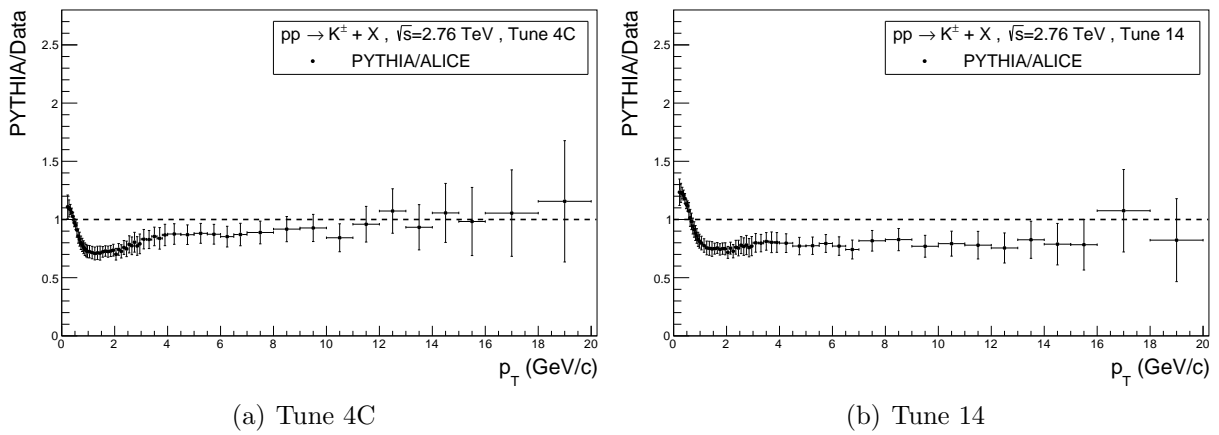 PYTHIA/Data
pp → K± + X , √s=2.76 TeV , Tune 4C
PYTHIA/ALICE
2.5
2
1.5
1
0.5
0
0 2 4 6 8 10 12 14 16 18 20
p_T (GeV/c)
(a) Tune 4C
PYTHIA/Data
pp → K± + X , √s=2.76 TeV , Tune 14
PYTHIA/ALICE
2.5
2
1.5
1
0.5
0
0 2 4 6 8 10 12 14 16 18 20
p_T (GeV/c)
(b) Tune 14